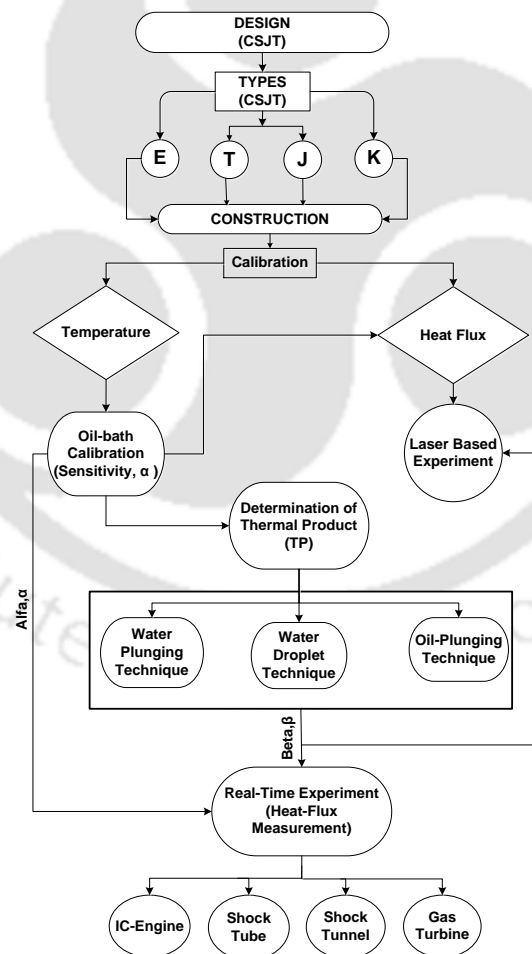 DESIGN
(CSJT)
TYPES
(CSJT)
E
T
J
K
CONSTRUCTION
Calibration
Temperature
Heat Flux
Oil-bath
Calibration
(Sensitivity, α )
Laser Based
Experiment
Determination of
Thermal Product
(TP)
Alfa,α
Water
Plunging
Technique
Water
Droplet
Technique
Oil-Plunging
Technique
Beta,β
Real-Time Experiment
(Heat-Flux
Measurement)
IC-Engine
Shock
Tube
Shock
Tunnel
Gas
Turbine